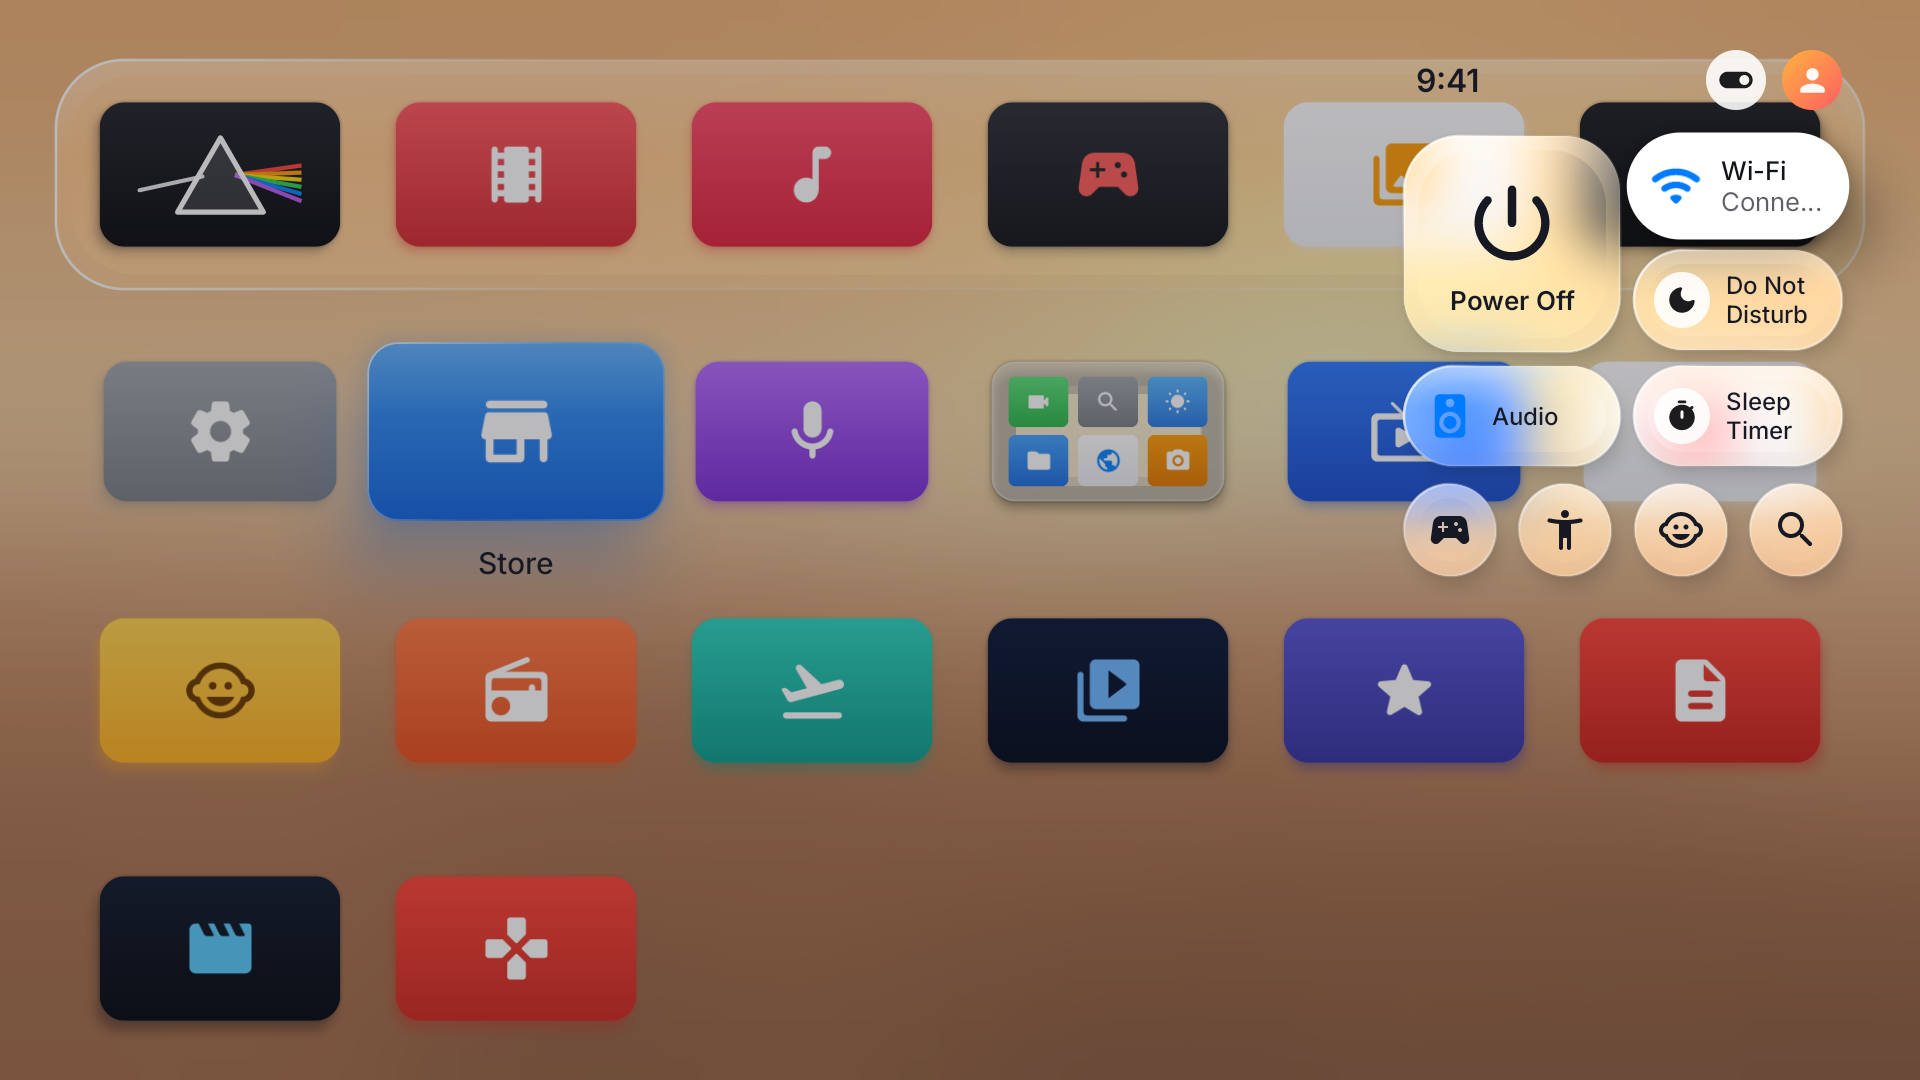 9:41
Wi-Fi
Conne...
Power Off
Do Not
Disturb
Audio
Sleep
Timer
Store